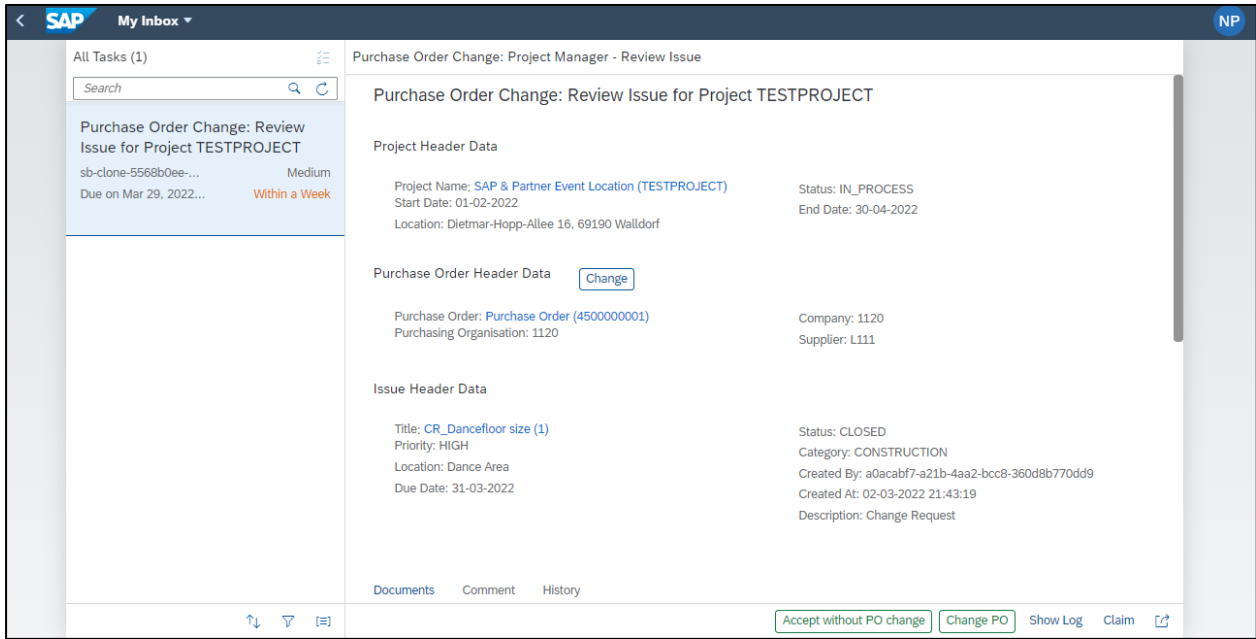 SAP My Inbox NP
All Tasks (1)
Search
Purchase Order Change: Review
Issue for Project TESTPROJECT
sb-clone-5568b0ee-... Medium
Due on Mar 29, 2022... Within a Week
Purchase Order Change: Project Manager - Review Issue
Purchase Order Change: Review Issue for Project TESTPROJECT
Project Header Data
Project Name; SAP & Partner Event Location (TESTPROJECT)
Start Date: 01-02-2022
Location: Dietmar-Hopp-Allee 16, 69190 Walldorf
Status: IN_PROCESS
End Date: 30-04-2022
Purchase Order Header Data Change
Purchase Order: Purchase Order (4500000001)
Purchasing Organisation: 1120
Company: 1120
Supplier: L111
Issue Header Data
Title; CR_Dancefloor size (1)
Priority: HIGH
Location: Dance Area
Due Date: 31-03-2022
Status: CLOSED
Category: CONSTRUCTION
Created By: a0acabf7-a21b-4aa2-bcc8-360d8b770dd9
Created At: 02-03-2022 21:43:19
Description: Change Request
Documents Comment History
Accept without PO change Change PO Show Log Claim